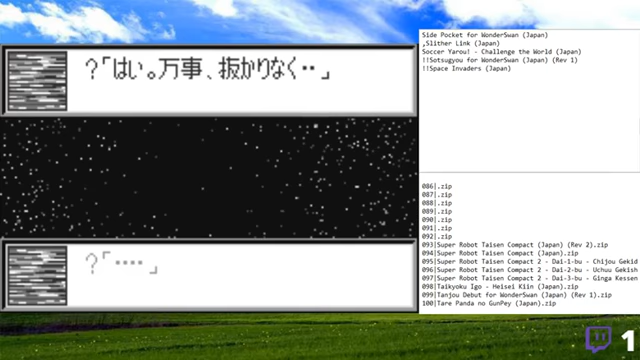 ?「はい。万事、抜かりなく‥」
?「‥‥」
Side Pocket for WonderSwan (Japan)
,Slither Link (Japan)
Soccer Yarou! - Challenge the World (Japan)
!!Sotsugyou for WonderSwan (Japan) (Rev 1)
!!Space Invaders (Japan)
086|.zip
087|.zip
088|.zip
089|.zip
090|.zip
091|.zip
092|.zip
093|Super Robot Taisen Compact (Japan) (Rev 2).zip
094|Super Robot Taisen Compact (Japan).zip
095|Super Robot Taisen Compact 2 - Dai-1-bu - Chijou Gekid
096|Super Robot Taisen Compact 2 - Dai-2-bu - Uchuu Gekish
097|Super Robot Taisen Compact 2 - Dai-3-bu - Ginga Kessen
098|Taikyoku Igo - Heisei Kiin (Japan).zip
099|Tanjou Debut for WonderSwan (Japan) (Rev 1).zip
100|Tare Panda no GunPey (Japan).zip
1